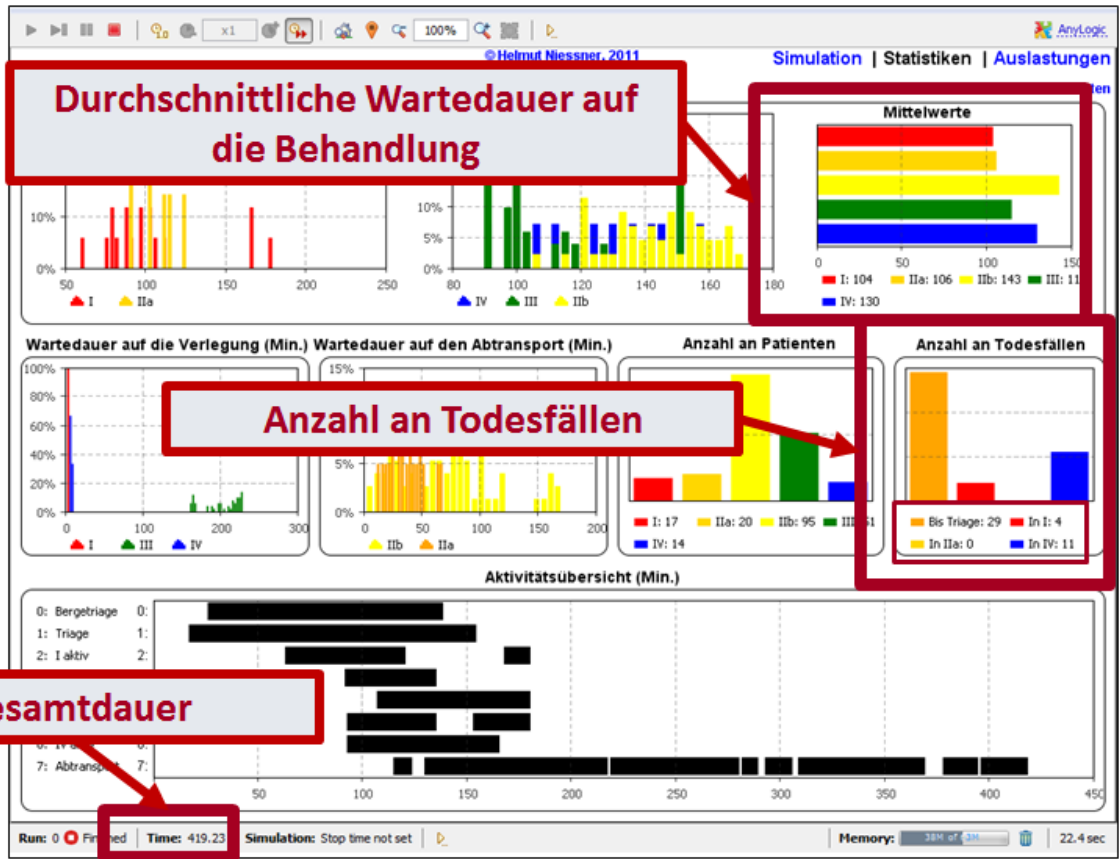 x1
100%
AnyLogic
© Helmut Niessner, 2011
Simulation | Statistiken | Auslastungen
Durchschnittliche Wartedauer auf
die Behandlung
Mittelwerte
10%
0%
50 100 150 200 250
I IIa
10%
5%
0%
80 100 120 140 160 180
IV III IIb
0 50 100 150
I: 104 IIa: 106 IIb: 143 III: 11
IV: 130
Wartedauer auf die Verlegung (Min.)
100%
80%
60%
40%
20%
0%
0 100 200 300
I III IV
Wartedauer auf den Abtransport (Min.)
15%
5%
0%
0 50 100 150 200
IIb IIa
Anzahl an Patienten
I: 17 IIa: 20 IIb: 95 III: 51
IV: 14
Anzahl an Todesfällen
Bis Triage: 29 In I: 4
In IIa: 0 In IV: 11
Anzahl an Todesfällen
Aktivitätsübersicht (Min.)
0: Bergetriage 0:
1: Triage 1:
2: I aktiv 2:
esamtdauer
7: Abtransport 7:
50 100 150 200 250 300 350 400 450
Run: 0 Finished Time: 419.23 Simulation: Stop time not set Memory: 22.4 sec